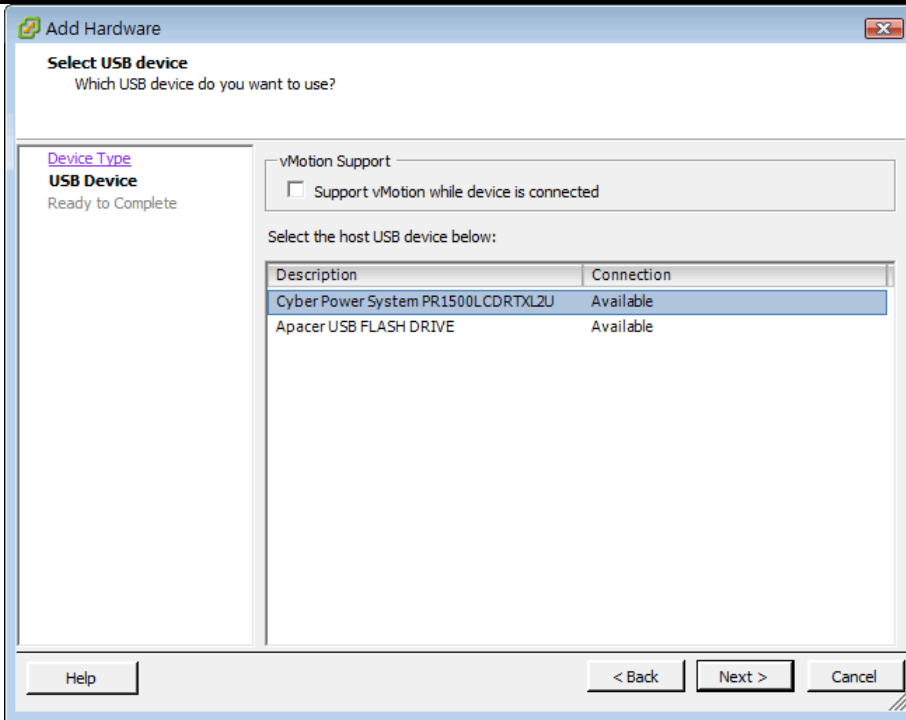 Add Hardware
Select USB device
Which USB device do you want to use?
Device Type
USB Device
Ready to Complete
vMotion Support
Support vMotion while device is connected
Select the host USB device below:
Description Connection
Cyber Power System PR1500LCDRTXL2U Available
Apacer USB FLASH DRIVE Available
Help < Back Next > Cancel